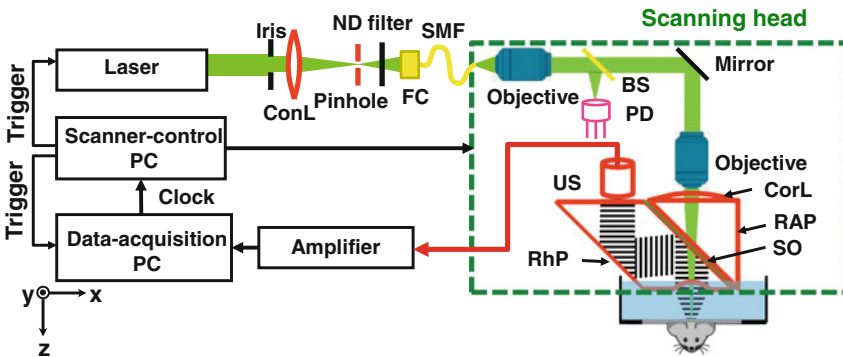 Scanning head
Iris
ND filter
SMF
Laser
Mirror
ConL
Pinhole
FC
Objective
BS
PD
Trigger
Scanner-control
PC
Objective
US
CorL
Clock
Trigger
Data-acquisition
PC
Amplifier
RhP
RAP
SO
y
x
z